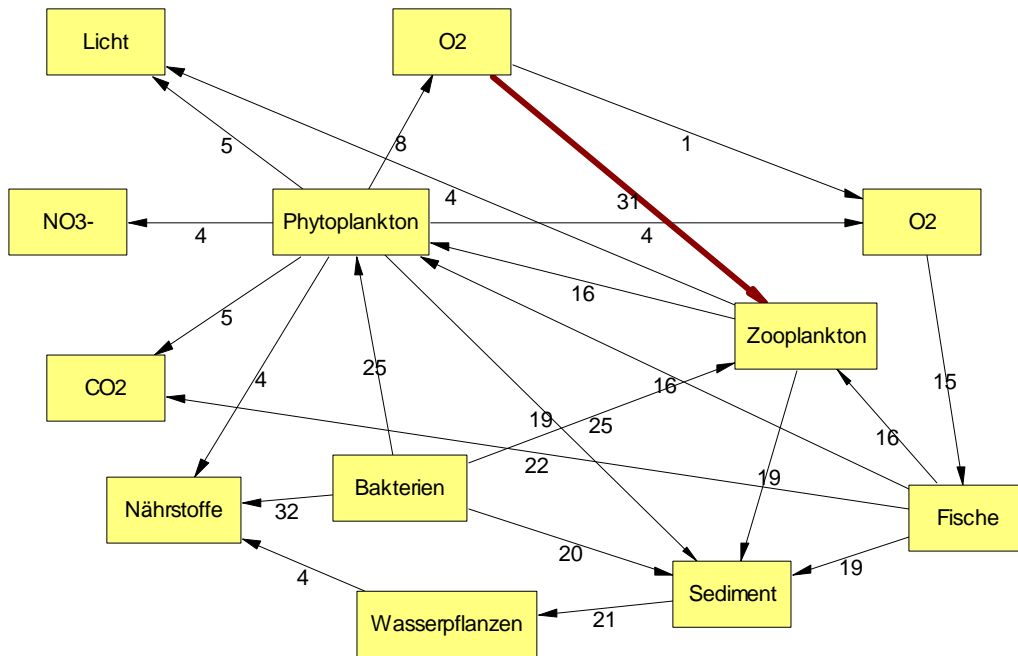 Licht
O2
5
8
1
NO3-
4
Phytoplankton
4
31
4
O2
16
Zooplankton
5
CO2
4
25
16
15
19
25
16
22
Nährstoffe
32
Bakterien
19
Fische
20
19
4
Wasserpflanzen
21
Sediment